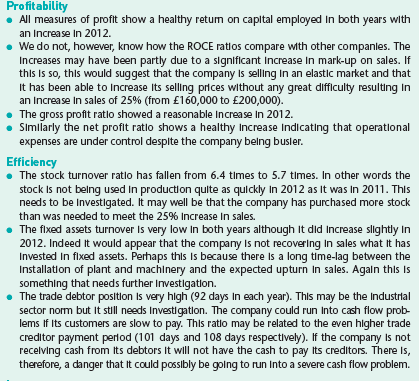 Profitability
● All measures of profit show a healthy return on capital employed in both years with
an increase in 2012.
● We do not, however, know how the ROCE ratios compare with other companies. The
increases may have been partly due to a significant increase in mark-up on sales. If
this is so, this would suggest that the company is selling in an elastic market and that
it has been able to increase its selling prices without any great difficulty resulting in
an increase in sales of 25% (from £160,000 to £200,000).
● The gross profit ratio showed a reasonable increase in 2012.
● Similarly the net profit ratio shows a healthy increase indicating that operational
expenses are under control despite the company being busier.
Efficiency
● The stock turnover ratio has fallen from 6.4 times to 5.7 times. In other words the
stock is not being used in production quite as quickly in 2012 as it was in 2011. This
needs to be investigated. It may well be that the company has purchased more stock
than was needed to meet the 25% increase in sales.
● The fixed assets turnover is very low in both years although it did increase slightly in
2012. Indeed it would appear that the company is not recovering in sales what it has
invested in fixed assets. Perhaps this is because there is a long time-lag between the
installation of plant and machinery and the expected upturn in sales. Again this is
something that needs further investigation.
● The trade debtor position is very high (92 days in each year). This may be the industrial
sector norm but it still needs investigation. The company could run into cash flow prob-
lems if its customers are slow to pay. This ratio may be related to the even higher trade
creditor payment period (101 days and 108 days respectively). If the company is not
receiving cash from its debtors it will not have the cash to pay its creditors. There is,
therefore, a danger that it could possibly be going to run into a severe cash flow problem.